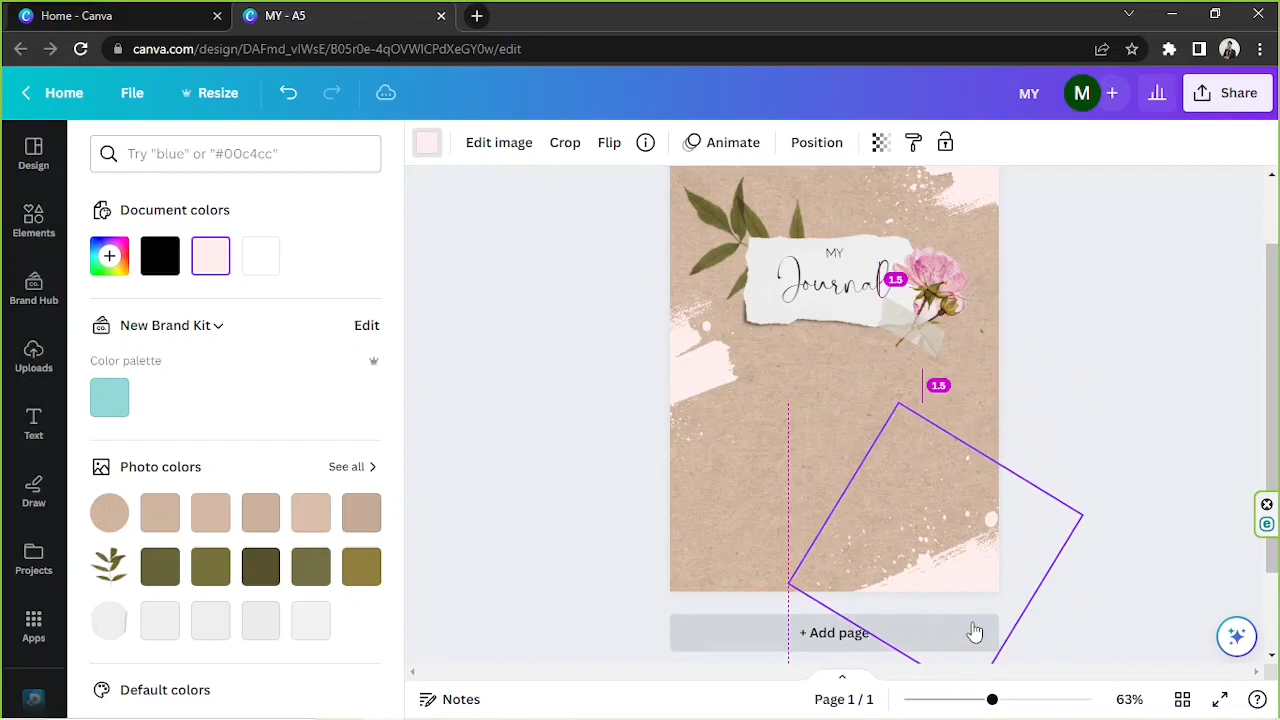 Home - Canva
MY - A5
canva.com/design/DAFmd_vIWsE/B05r0e-4qOVWICPdXeGY0w/edit
Home
File
Resize
MY
M
Share
Design
Elements
Brand Hub
Uploads
Text
Draw
Projects
Apps
Try "blue" or "#00c4cc"
Document colors
New Brand Kit
Edit
Color palette
Photo colors
See all
Default colors
Edit image
Crop
Flip
Animate
Position
MY
Journal
1.5
1.5
+ Add page
Notes
Page 1 / 1
63%